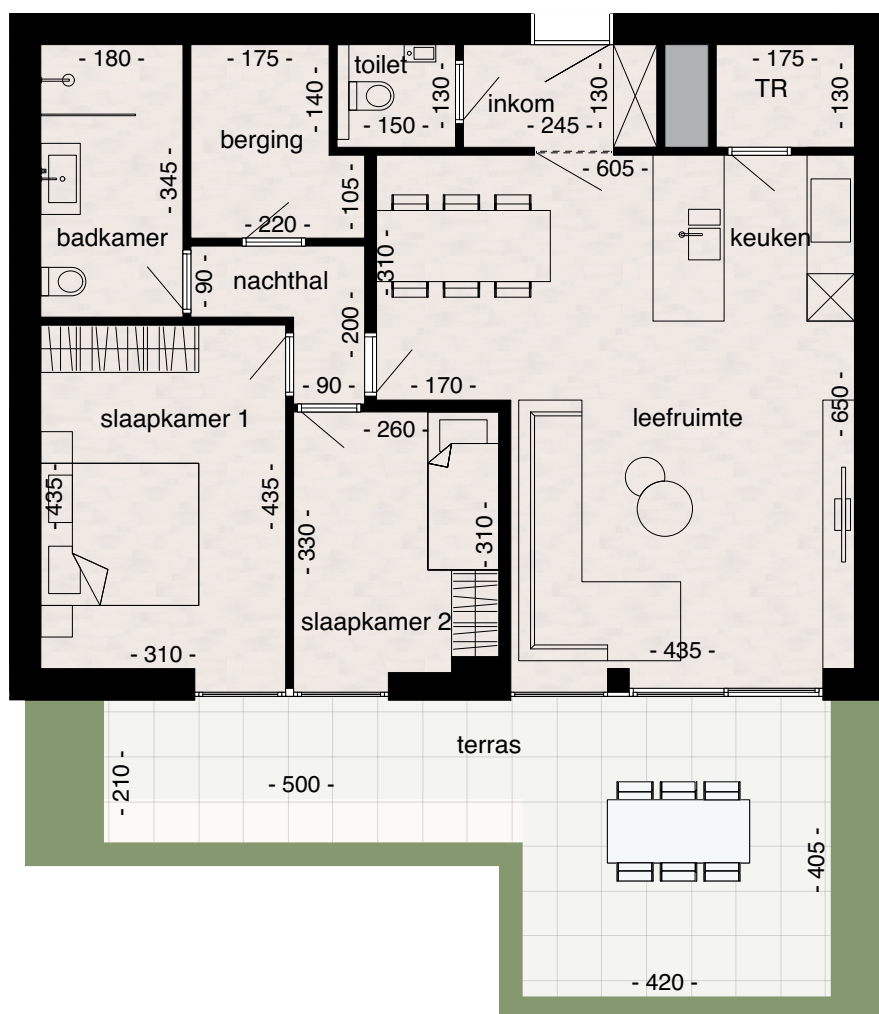 - 180 -
- 175 -
toilet
- 175 -
TR
- 140 -
- 130 -
inkom
- 130 -
- 130 -
- 150 -
- 245 -
berging
- 605 -
- 345 -
- 105 -
- 220 -
badkamer
keuken
- 310 -
- 90 -
nachthal
- 200 -
- 90 -
- 170 -
- 650 -
slaapkamer 1
- 260 -
leefruimte
- 435 -
- 435 -
- 330 -
- 310 -
slaapkamer 2
- 310 -
- 435 -
terras
- 210 -
- 500 -
- 405 -
- 420 -